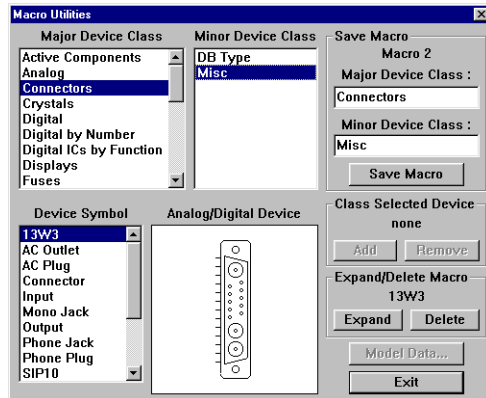 Macro Utilities
Major Device Class
Active Components
Analog
Connectors
Crystals
Digital
Digital by Number
Digital ICs by Function
Displays
Fuses
Minor Device Class
DB Type
Misc
Save Macro
Macro 2
Major Device Class :
Connectors
Minor Device Class :
Misc
Save Macro
Device Symbol
13W3
AC Outlet
AC Plug
Connector
Input
Mono Jack
Output
Phone Jack
Phone Plug
SIP10
Analog/Digital Device
Class Selected Device
none
Add Remove
Expand/Delete Macro
13W3
Expand Delete
Model Data...
Exit